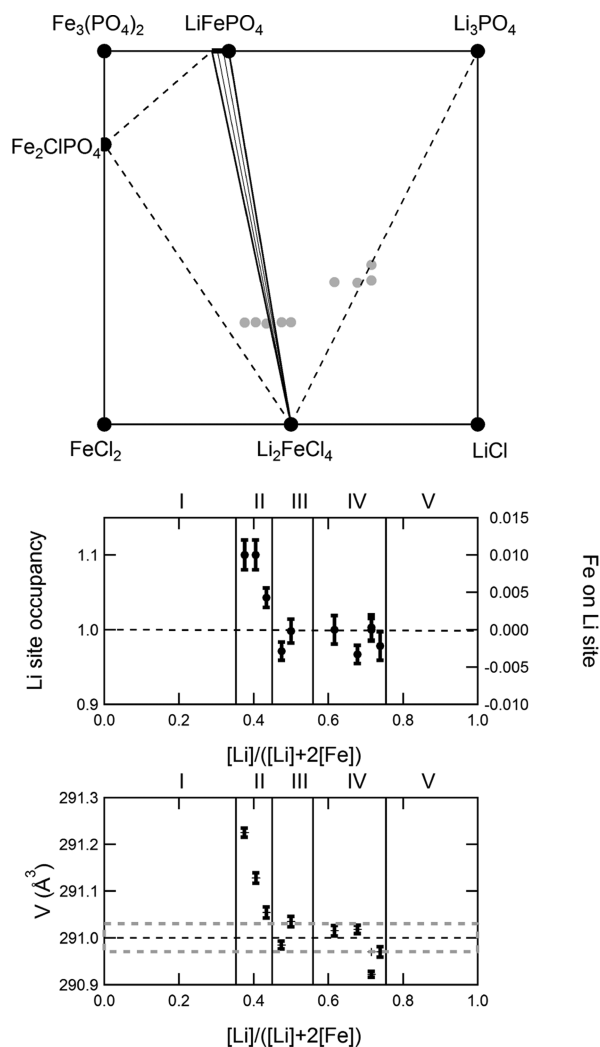 Fe₃(PO₄)₂ LiFePO₄ Li₃PO₄
Fe₂ClPO₄
FeCl₂ Li₂FeCl₄ LiCl
I II III IV V
1.1
1.0
0.9
Li site occupancy
0.015
0.010
0.005
0.000
-0.005
-0.010
Fe on Li site
0.0 0.2 0.4 0.6 0.8 1.0
[Li]/([Li]+2[Fe])
I II III IV V
291.3
291.2
291.1
291.0
290.9
V (Å³)
0.0 0.2 0.4 0.6 0.8 1.0
[Li]/([Li]+2[Fe])